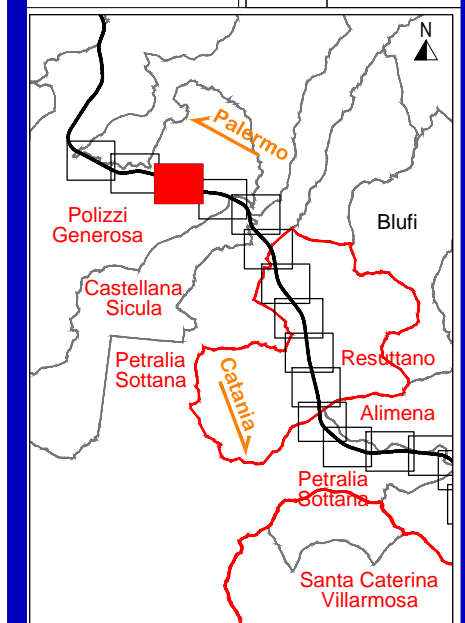 N
Palermo
Polizzi
Generosa
Blufi
Castellana
Sicula
Petralia
Sottana
Catania
Resuttano
Alimena
Petralia
Sottana
Santa Caterina
Villarmosa